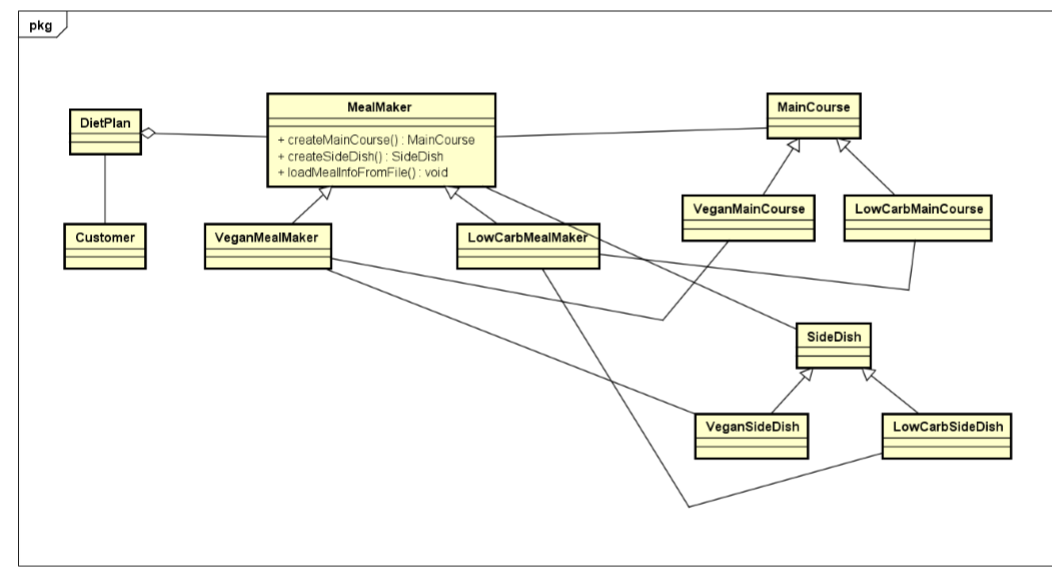 pkg
DietPlan
MealMaker
+ createMainCourse() : MainCourse
+ createSideDish() : SideDish
+ loadMealInfoFromFile() : void
MainCourse
Customer
VeganMealMaker
LowCarbMealMaker
VeganMainCourse
LowCarbMainCourse
SideDish
VeganSideDish
LowCarbSideDish